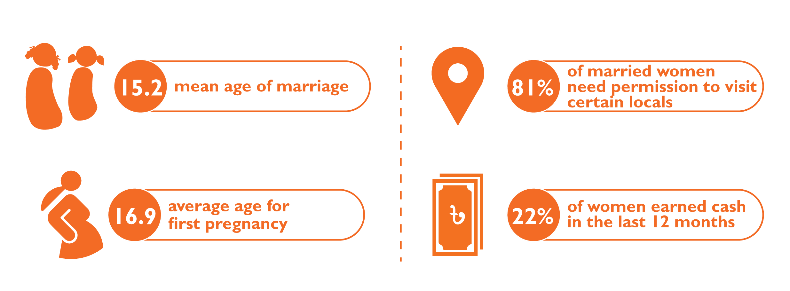 15.2 mean age of marriage
16.9 average age for
first pregnancy
81% of married women
need permission to visit
certain locals
৳
22% of women earned cash
in the last 12 months